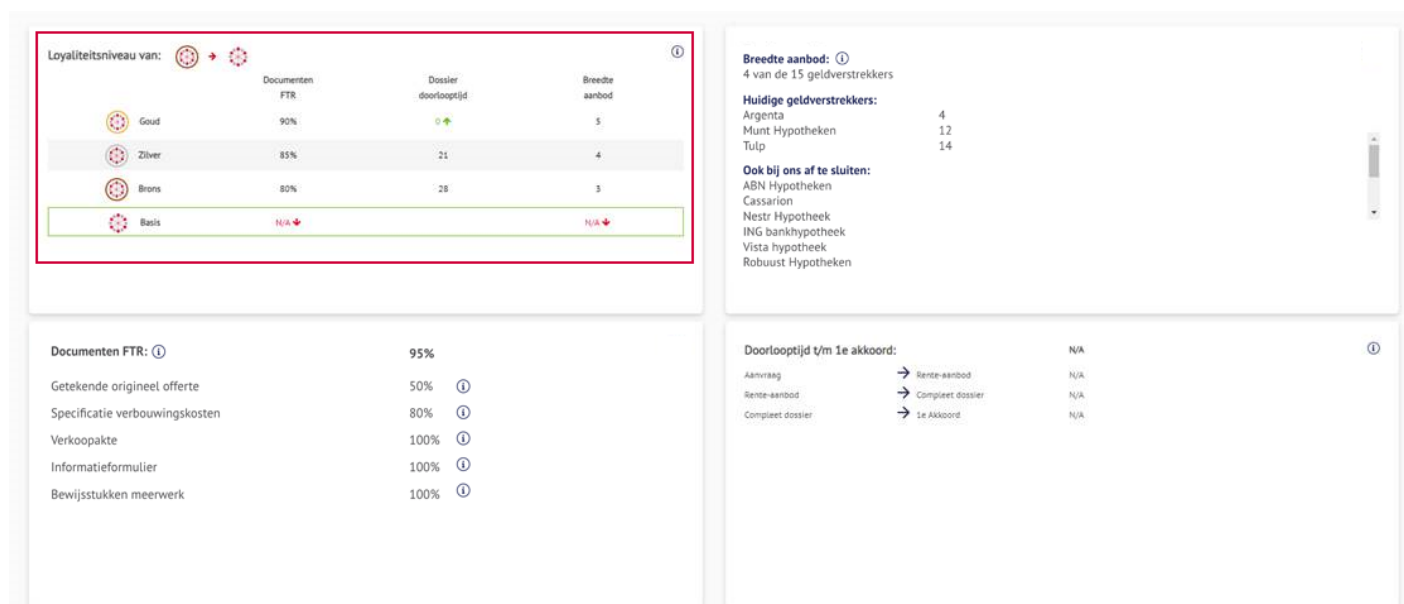 Loyaliteitsniveau van:
Documenten FTR Dossier doorlooptijd Breedte aanbod
Goud 90% 0 5
Zilver 85% 21 4
Brons 80% 28 3
Basis N/A N/A
Breedte aanbod:
4 van de 15 geldverstrekkers
Huidige geldverstrekkers:
Argenta 4
Munt Hypotheken 12
Tulp 14
Ook bij ons af te sluiten:
ABN Hypotheken
Cassarion
Nestr Hypotheek
ING bankhypotheek
Vista hypotheek
Robuust Hypotheken
Documenten FTR: 95%
Getekende origineel offerte 50%
Specificatie verbouwingskosten 80%
Verkoopakte 100%
Informatieformulier 100%
Bewijsstukken meerwerk 100%
Doorlooptijd t/m 1e akkoord: N/A
Aanvraag → Rente-aanbod N/A
Rente-aanbod → Compleet dossier N/A
Compleet dossier → 1e Akkoord N/A